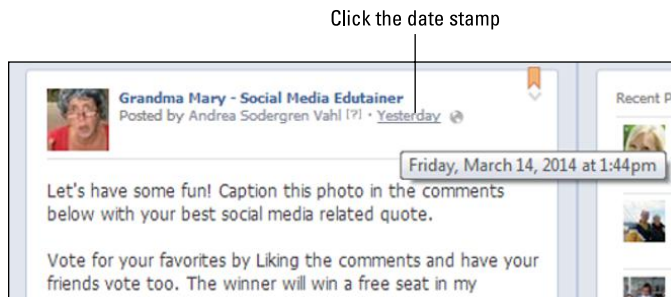 Click the date stamp
Grandma Mary - Social Media Edutainer
Posted by Andrea Sodergren Vahl [?] · Yesterday
Recent P
Friday, March 14, 2014 at 1:44pm
Let's have some fun! Caption this photo in the comments
below with your best social media related quote.
Vote for your favorites by Liking the comments and have your
friends vote too. The winner will win a free seat in my